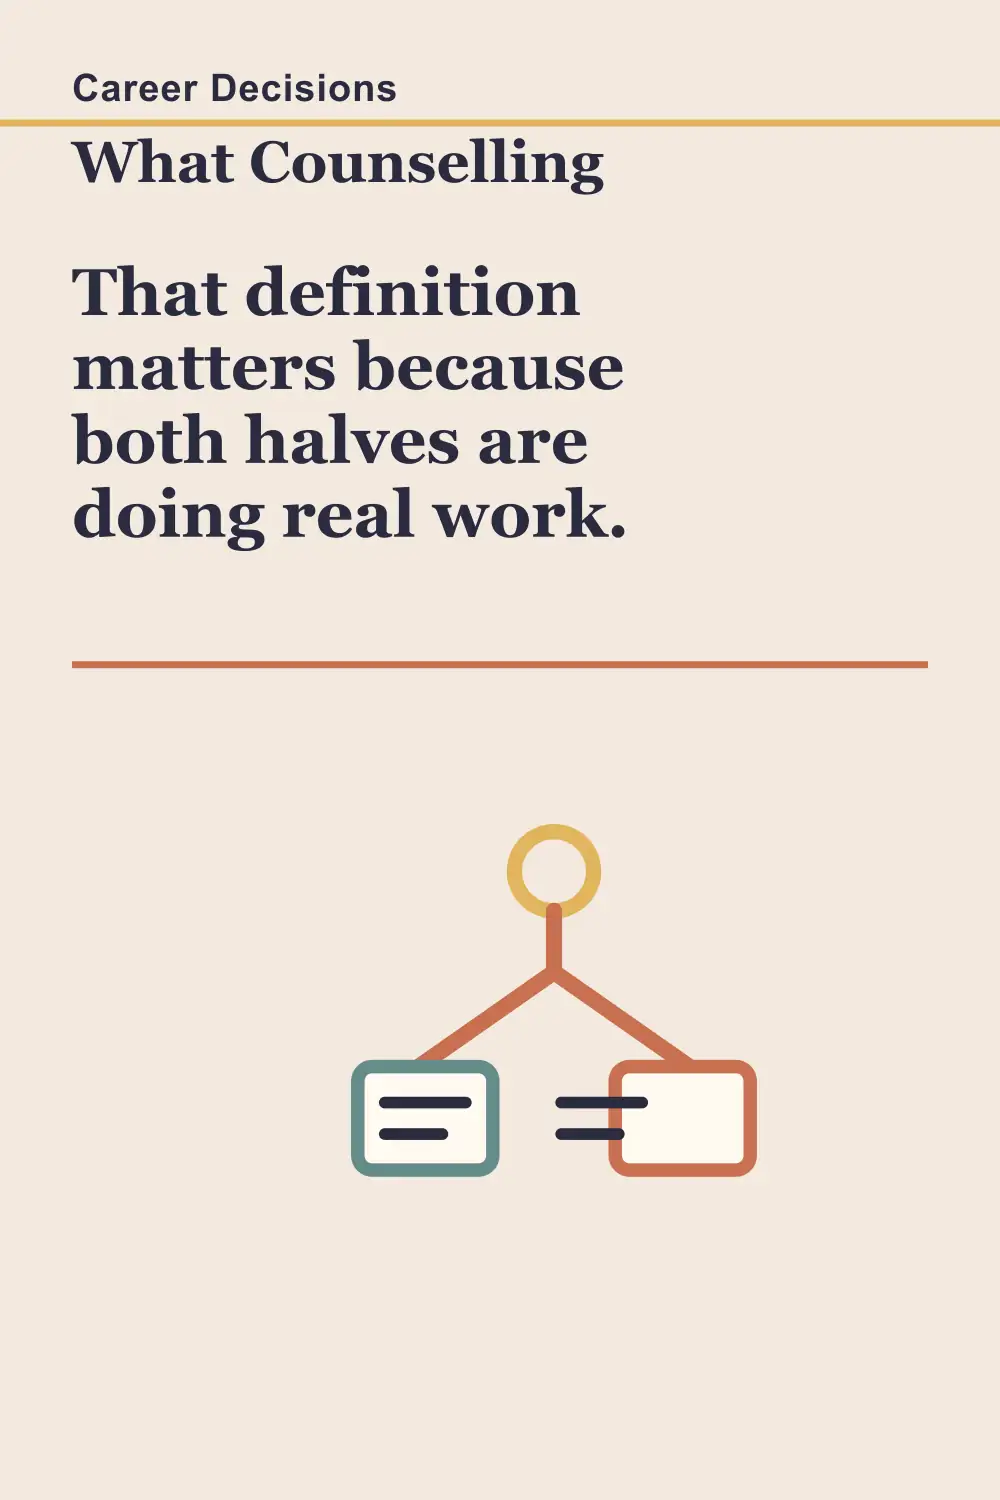 Career Decisions
What Counselling
That definition
matters because
both halves are
doing real work.